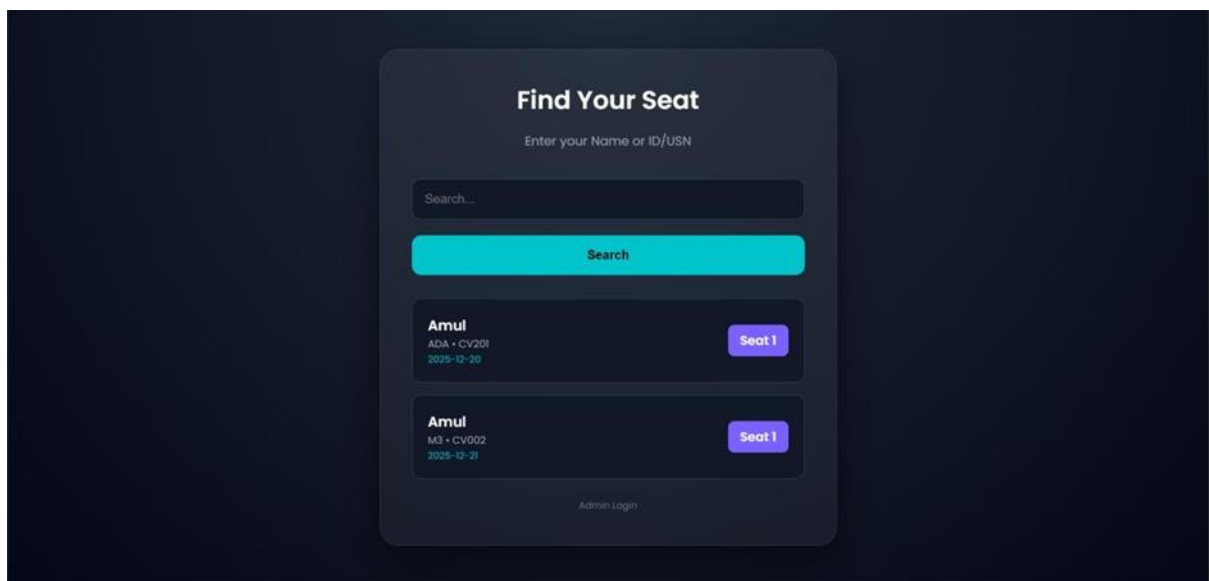 Find Your Seat
Enter your Name or ID/USN
Search...
Search
Amul
ADA • CV201
2025-12-20
Seat 1
Amul
M3 • CV002
2025-12-21
Seat 1
Admin Login